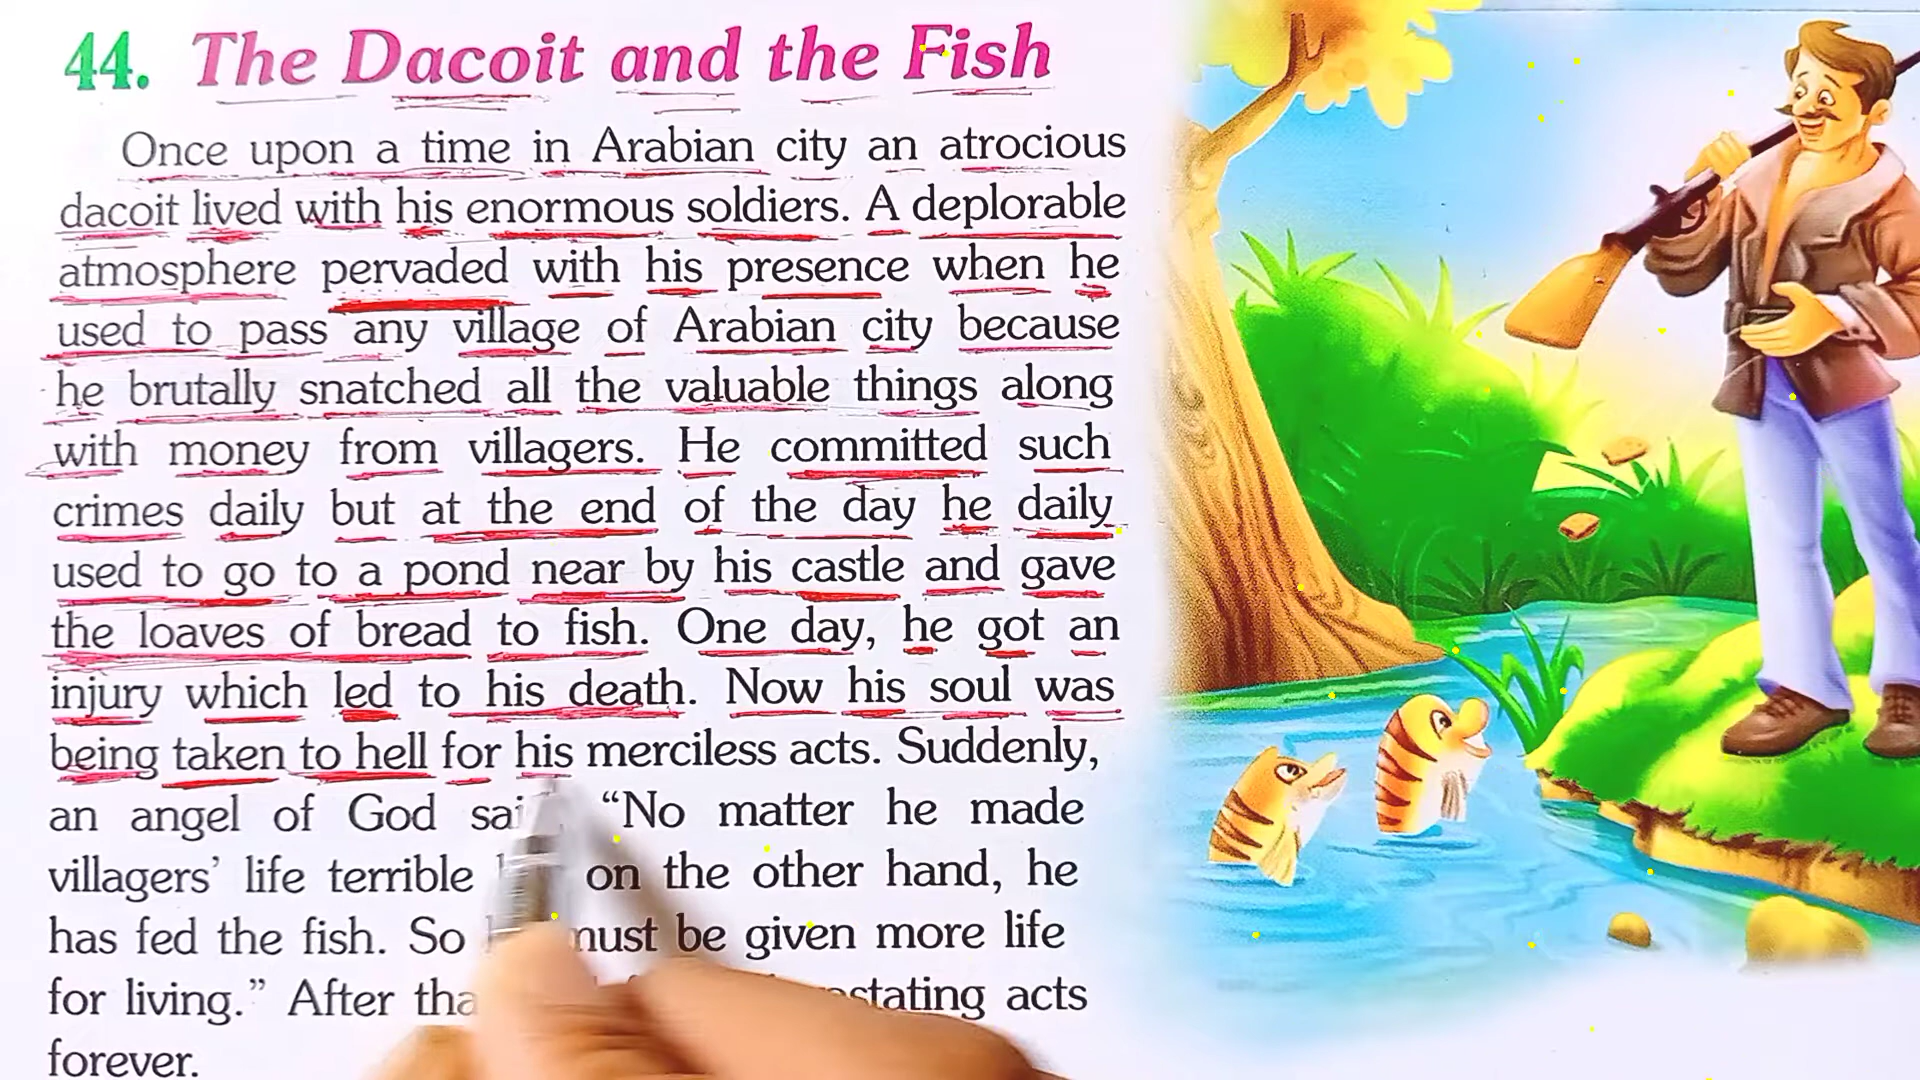 44. The Dacoit and the Fish
Once upon a time in Arabian city an atrocious
dacoit lived with his enormous soldiers. A deplorable
atmosphere pervaded with his presence when he
used to pass any village of Arabian city because
he brutally snatched all the valuable things along
with money from villagers. He committed such
crimes daily but at the end of the day he daily
used to go to a pond near by his castle and gave
the loaves of bread to fish. One day, he got an
injury which led to his death. Now his soul was
being taken to hell for his merciless acts. Suddenly,
an angel of God “No matter he made
villagers’ life terrible on the other hand, he
has fed the fish. So must be given more life
for living.” After acts
forever.